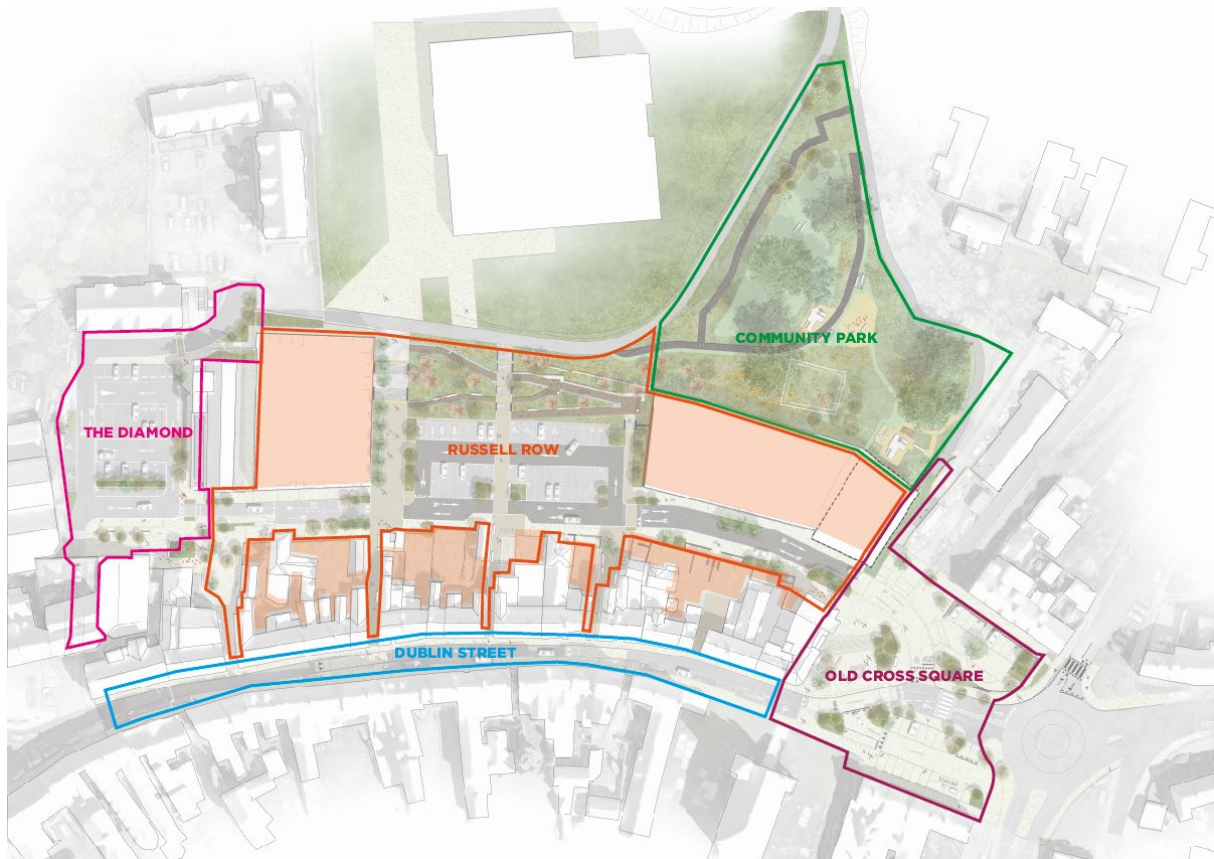 COMMUNITY PARK
THE DIAMOND
RUSSELL ROW
DUBLIN STREET
OLD CROSS SQUARE